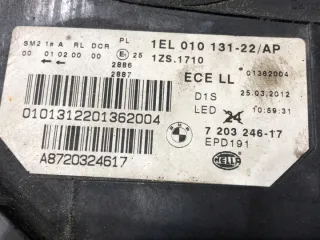 SM2 1# A RL DCR PL 1EL 010 131-22/AP
00 01 02 00 00 E 25 1ZS.1710
2886
2887
ECE LL 01362004
D1S 25.03.2012
LED 24 10:59:31
0101312201362004
7 203 246-17
EPD191
A8720324617
HELLA